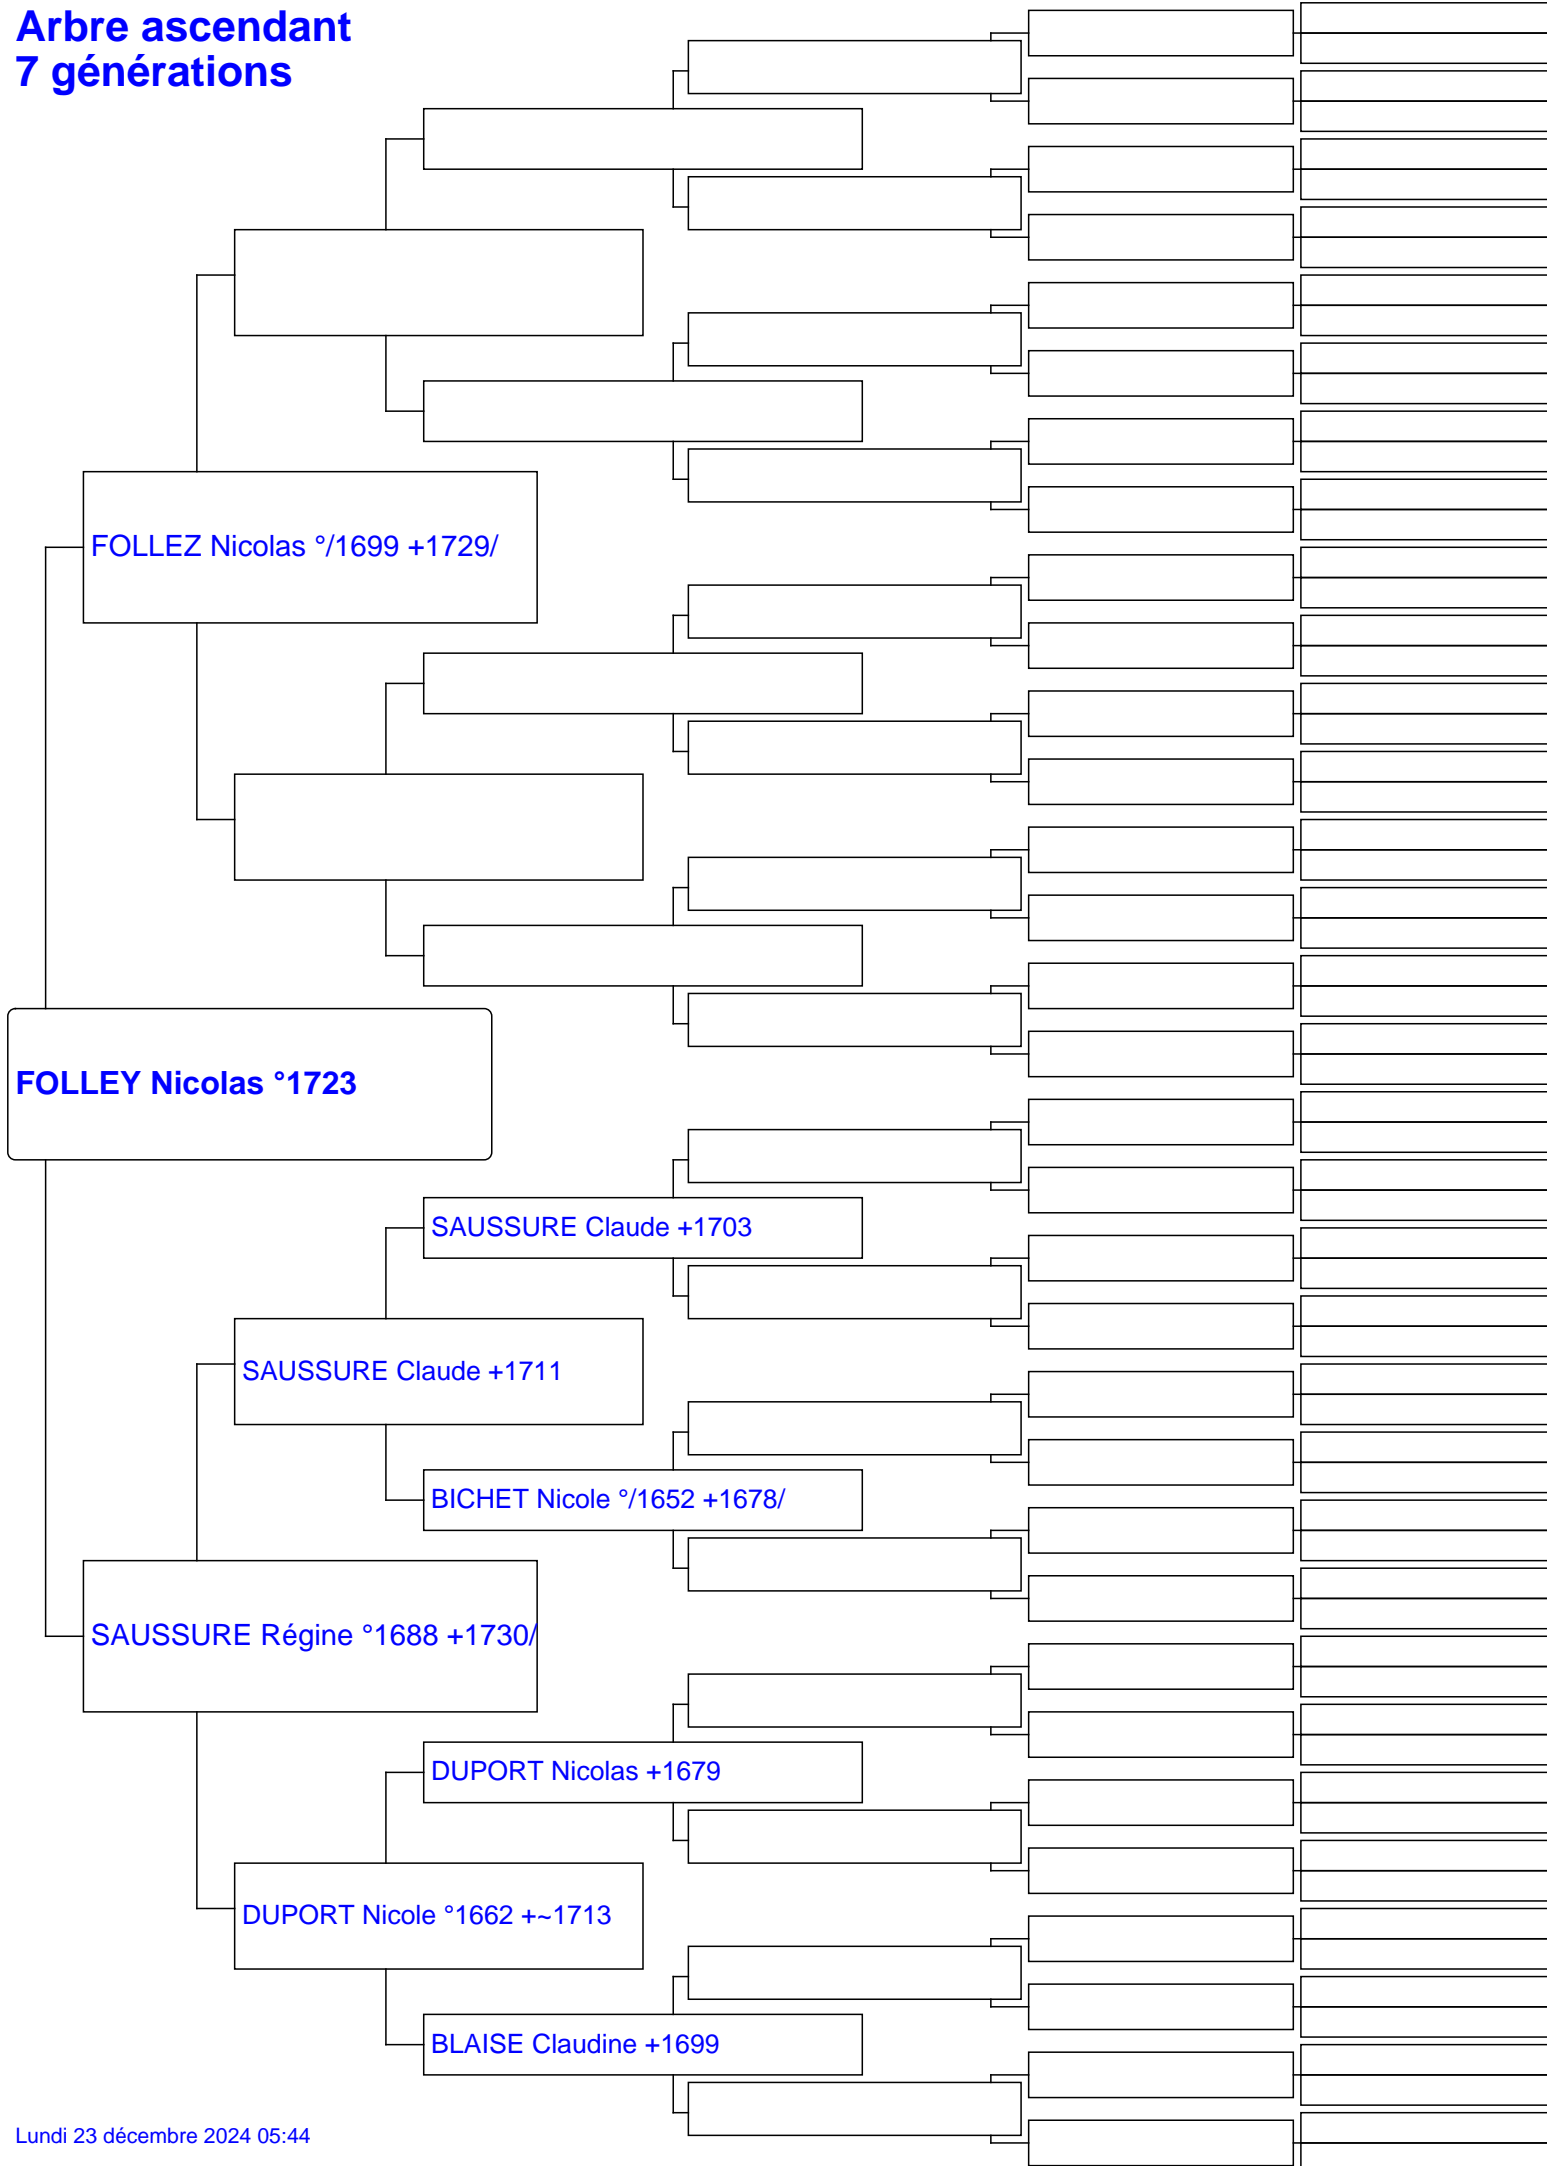 Arbre ascendant
7 générations
FOLLEZ Nicolas °/1699 +1729/
FOLLEY Nicolas °1723
SAUSSURE Claude +1703
SAUSSURE Claude +1711
BICHET Nicole °/1652 +1678/
SAUSSURE Régine °1688 +1730/
DUPORT Nicolas +1679
DUPORT Nicole °1662 +~1713
BLAISE Claudine +1699
Lundi 23 décembre 2024 05:44